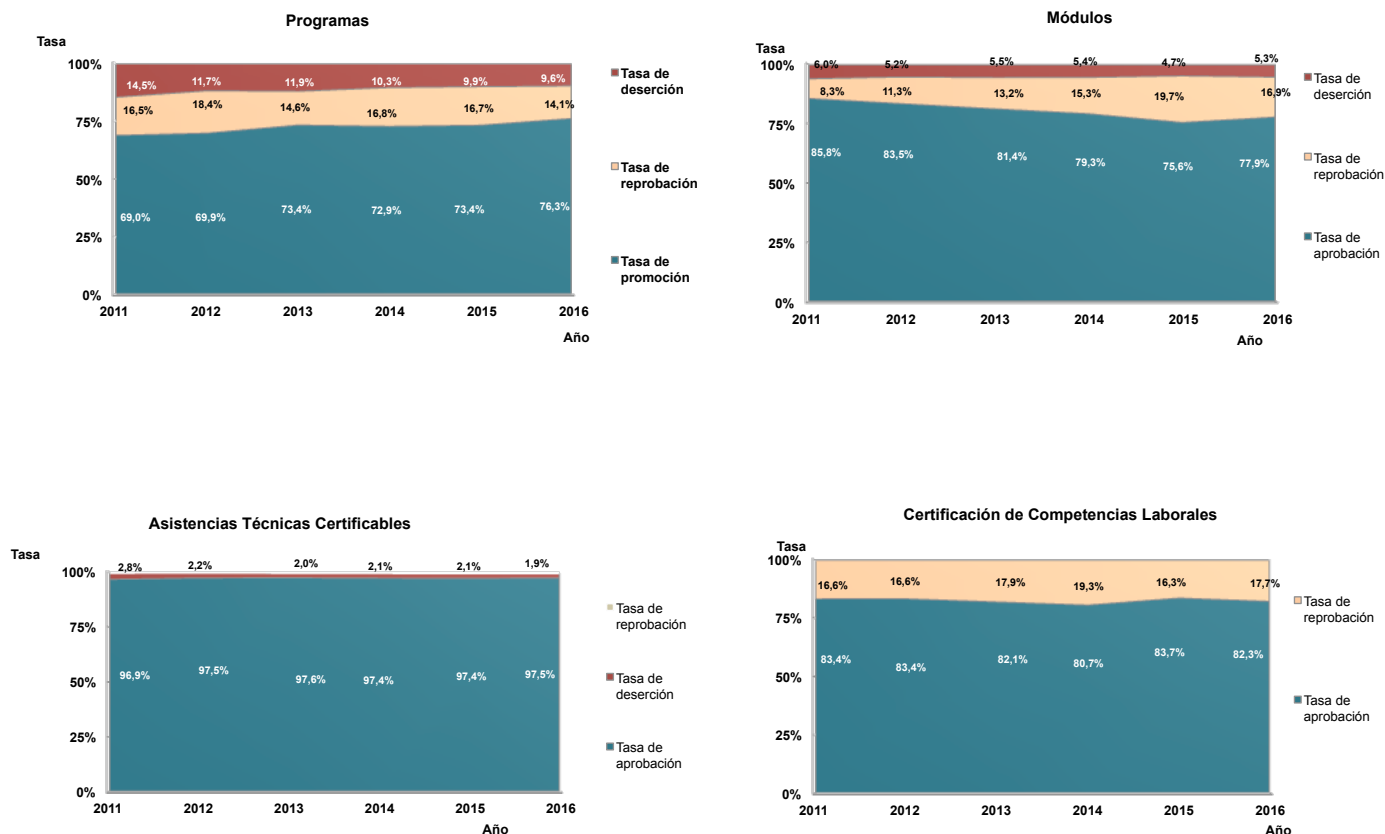 Programas
Tasa
100%
75%
50%
25%
0%
14,5% 11,7% 11,9% 10,3% 9,9% 9,6%
16,5% 18,4% 14,6% 16,8% 16,7% 14,1%
69,0% 69,9% 73,4% 72,9% 73,4% 76,3%
2011 2012 2013 2014 2015 2016
Año
Tasa de
deserción
Tasa de
reprobación
Tasa de
promoción
Módulos
Tasa
100%
75%
50%
25%
0%
6,0% 5,2% 5,5% 5,4% 4,7% 5,3%
8,3% 11,3% 13,2% 15,3% 19,7% 16,9%
85,8% 83,5% 81,4% 79,3% 75,6% 77,9%
2011 2012 2013 2014 2015 2016
Año
Tasa de
deserción
Tasa de
reprobación
Tasa de
aprobación
Asistencias Técnicas Certificables
Tasa
100%
75%
50%
25%
0%
2,8% 2,2% 2,0% 2,1% 2,1% 1,9%
96,9% 97,5% 97,6% 97,4% 97,4% 97,5%
2011 2012 2013 2014 2015 2016
Año
Tasa de
reprobación
Tasa de
deserción
Tasa de
aprobación
Certificación de Competencias Laborales
Tasa
100%
75%
50%
25%
0%
16,6% 16,6% 17,9% 19,3% 16,3% 17,7%
83,4% 83,4% 82,1% 80,7% 83,7% 82,3%
2011 2012 2013 2014 2015 2016
Año
Tasa de
reprobación
Tasa de
aprobación